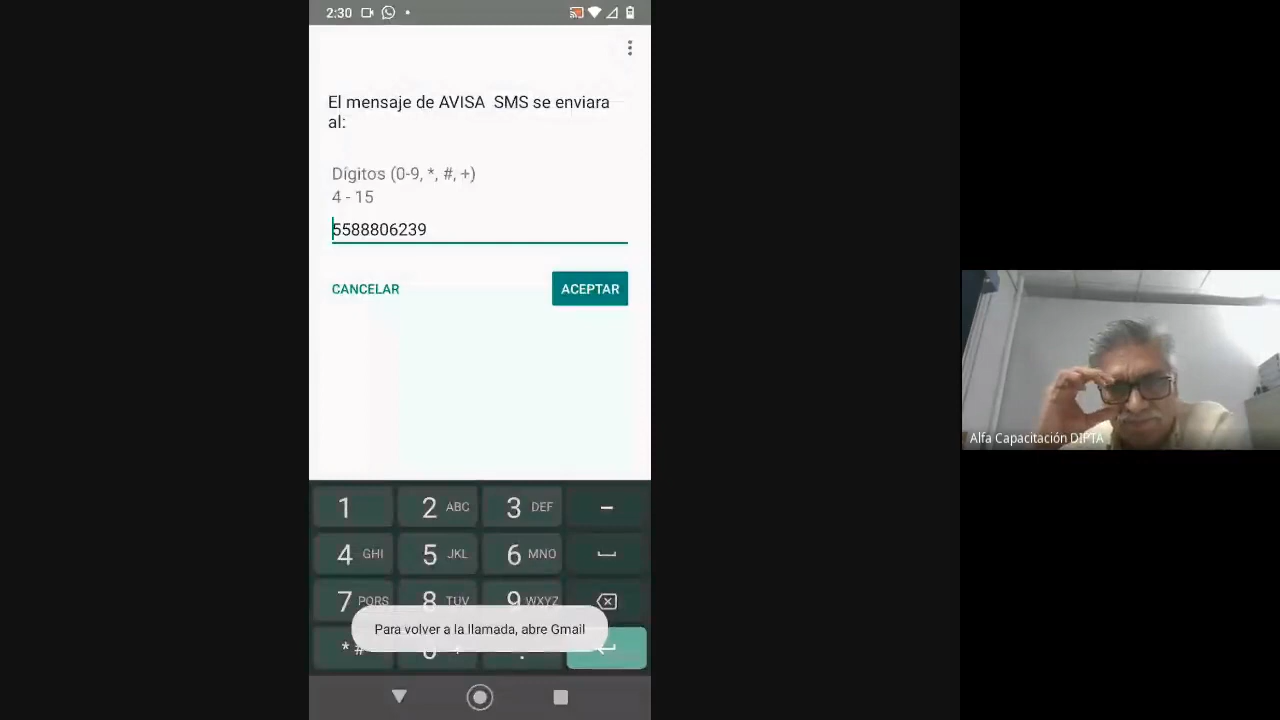 2:30
El mensaje de AVISA  SMS se enviara
al:
Dígitos (0-9, *, #, +)
4 - 15
5588806239
CANCELAR
ACEPTAR
1
2 ABC
3 DEF
4 GHI
5 JKL
6 MNO
7 PQRS
8 TUV
9 WXYZ
Para volver a la llamada, abre Gmail
* #
Alfa Capacitación DIPTA